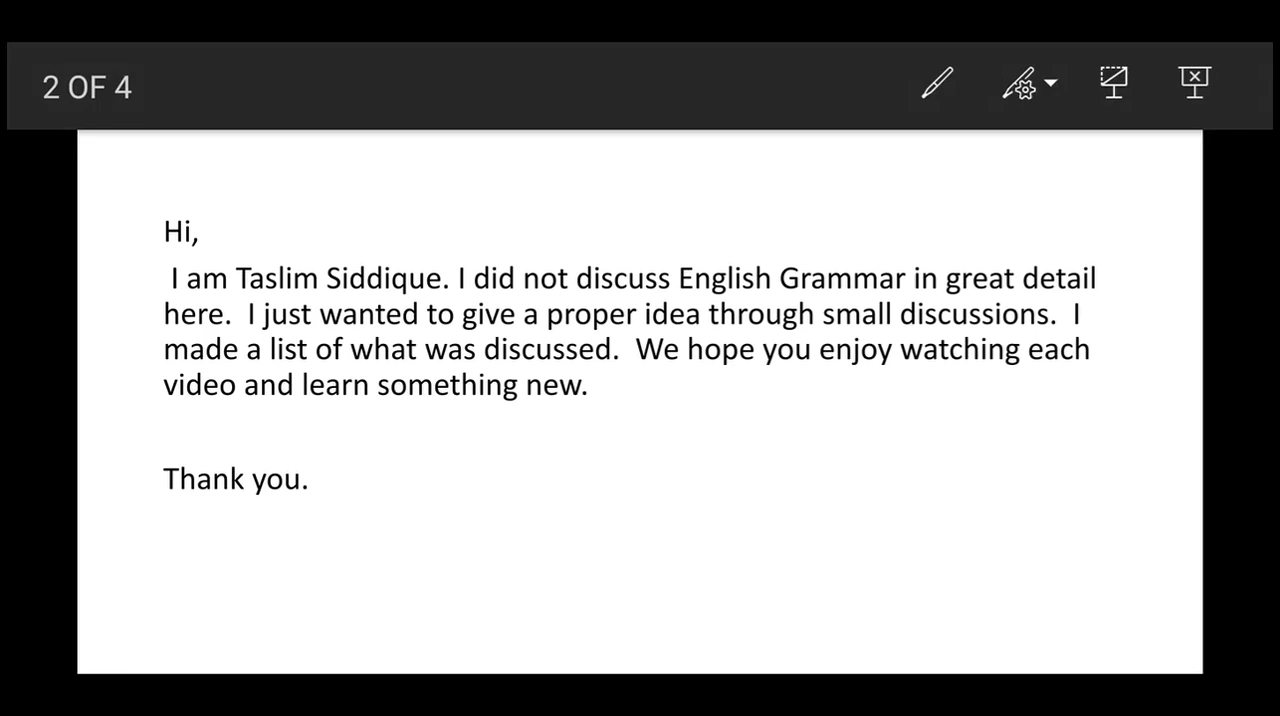 2 OF 4
Hi,
I am Taslim Siddique. I did not discuss English Grammar in great detail
here.  I just wanted to give a proper idea through small discussions.  I
made a list of what was discussed.  We hope you enjoy watching each
video and learn something new.
Thank you.